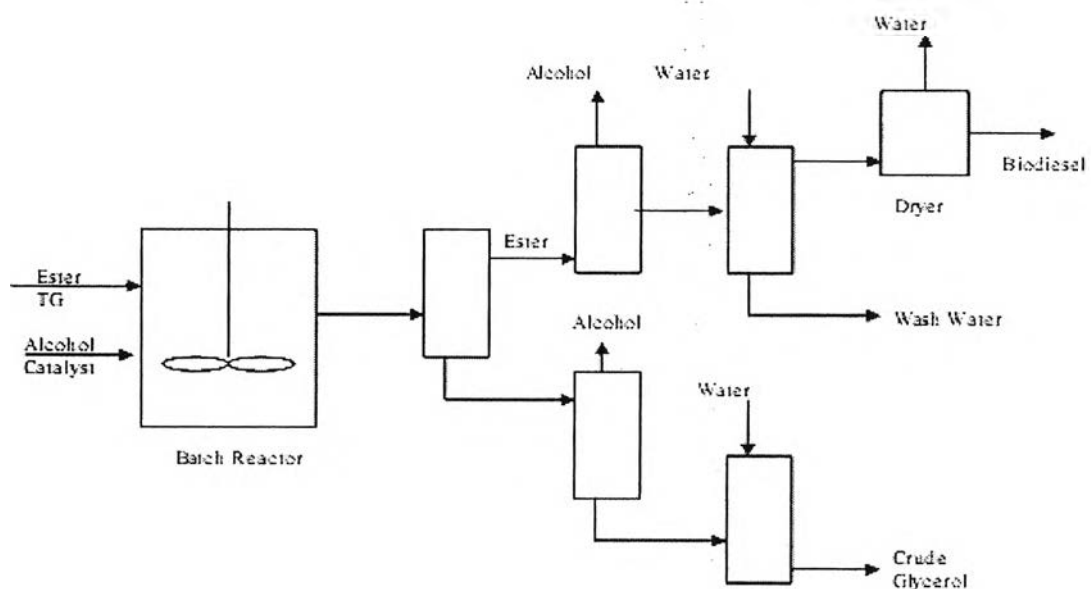 Water
Alcohol
Water
Biodiesel
Dryer
Ester
Ester
TG
Wash Water
Alcohol
Alcohol
Catalyst
Water
Batch Reactor
Crude
Glycerol